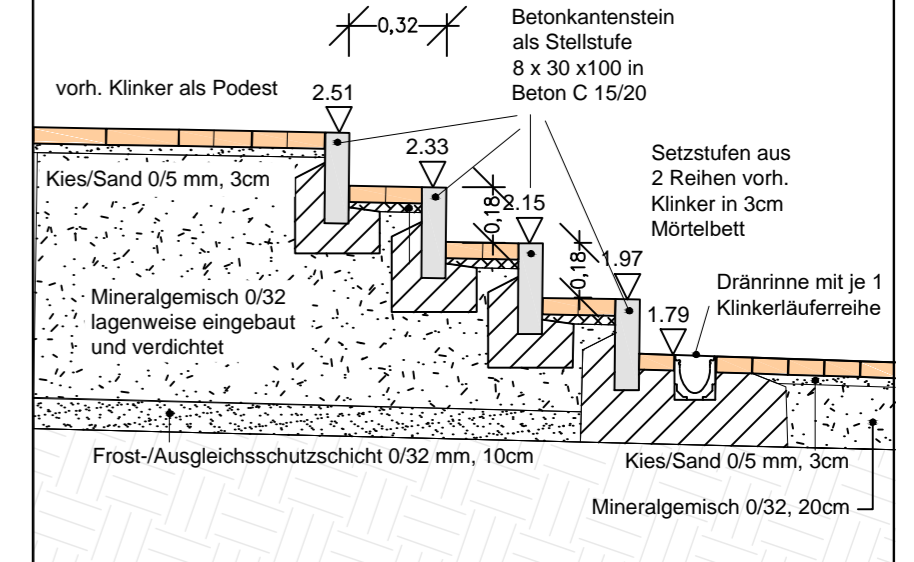 0,32
Betonkantenstein
als Stellstufe
8 x 30 x100 in
Beton C 15/20
vorh. Klinker als Podest
2.51
2.33
Setzstufen aus
2 Reihen vorh.
Klinker in 3cm
Mörtelbett
Kies/Sand 0/5 mm, 3cm
0,18
2.15
0,18
1.97
Dränrinne mit je 1
Klinkerläuferreihe
Mineralgemisch 0/32
lagenweise eingebaut
und verdichtet
1.79
Frost-/Ausgleichsschutzschicht 0/32 mm, 10cm
Kies/Sand 0/5 mm, 3cm
Mineralgemisch 0/32, 20cm